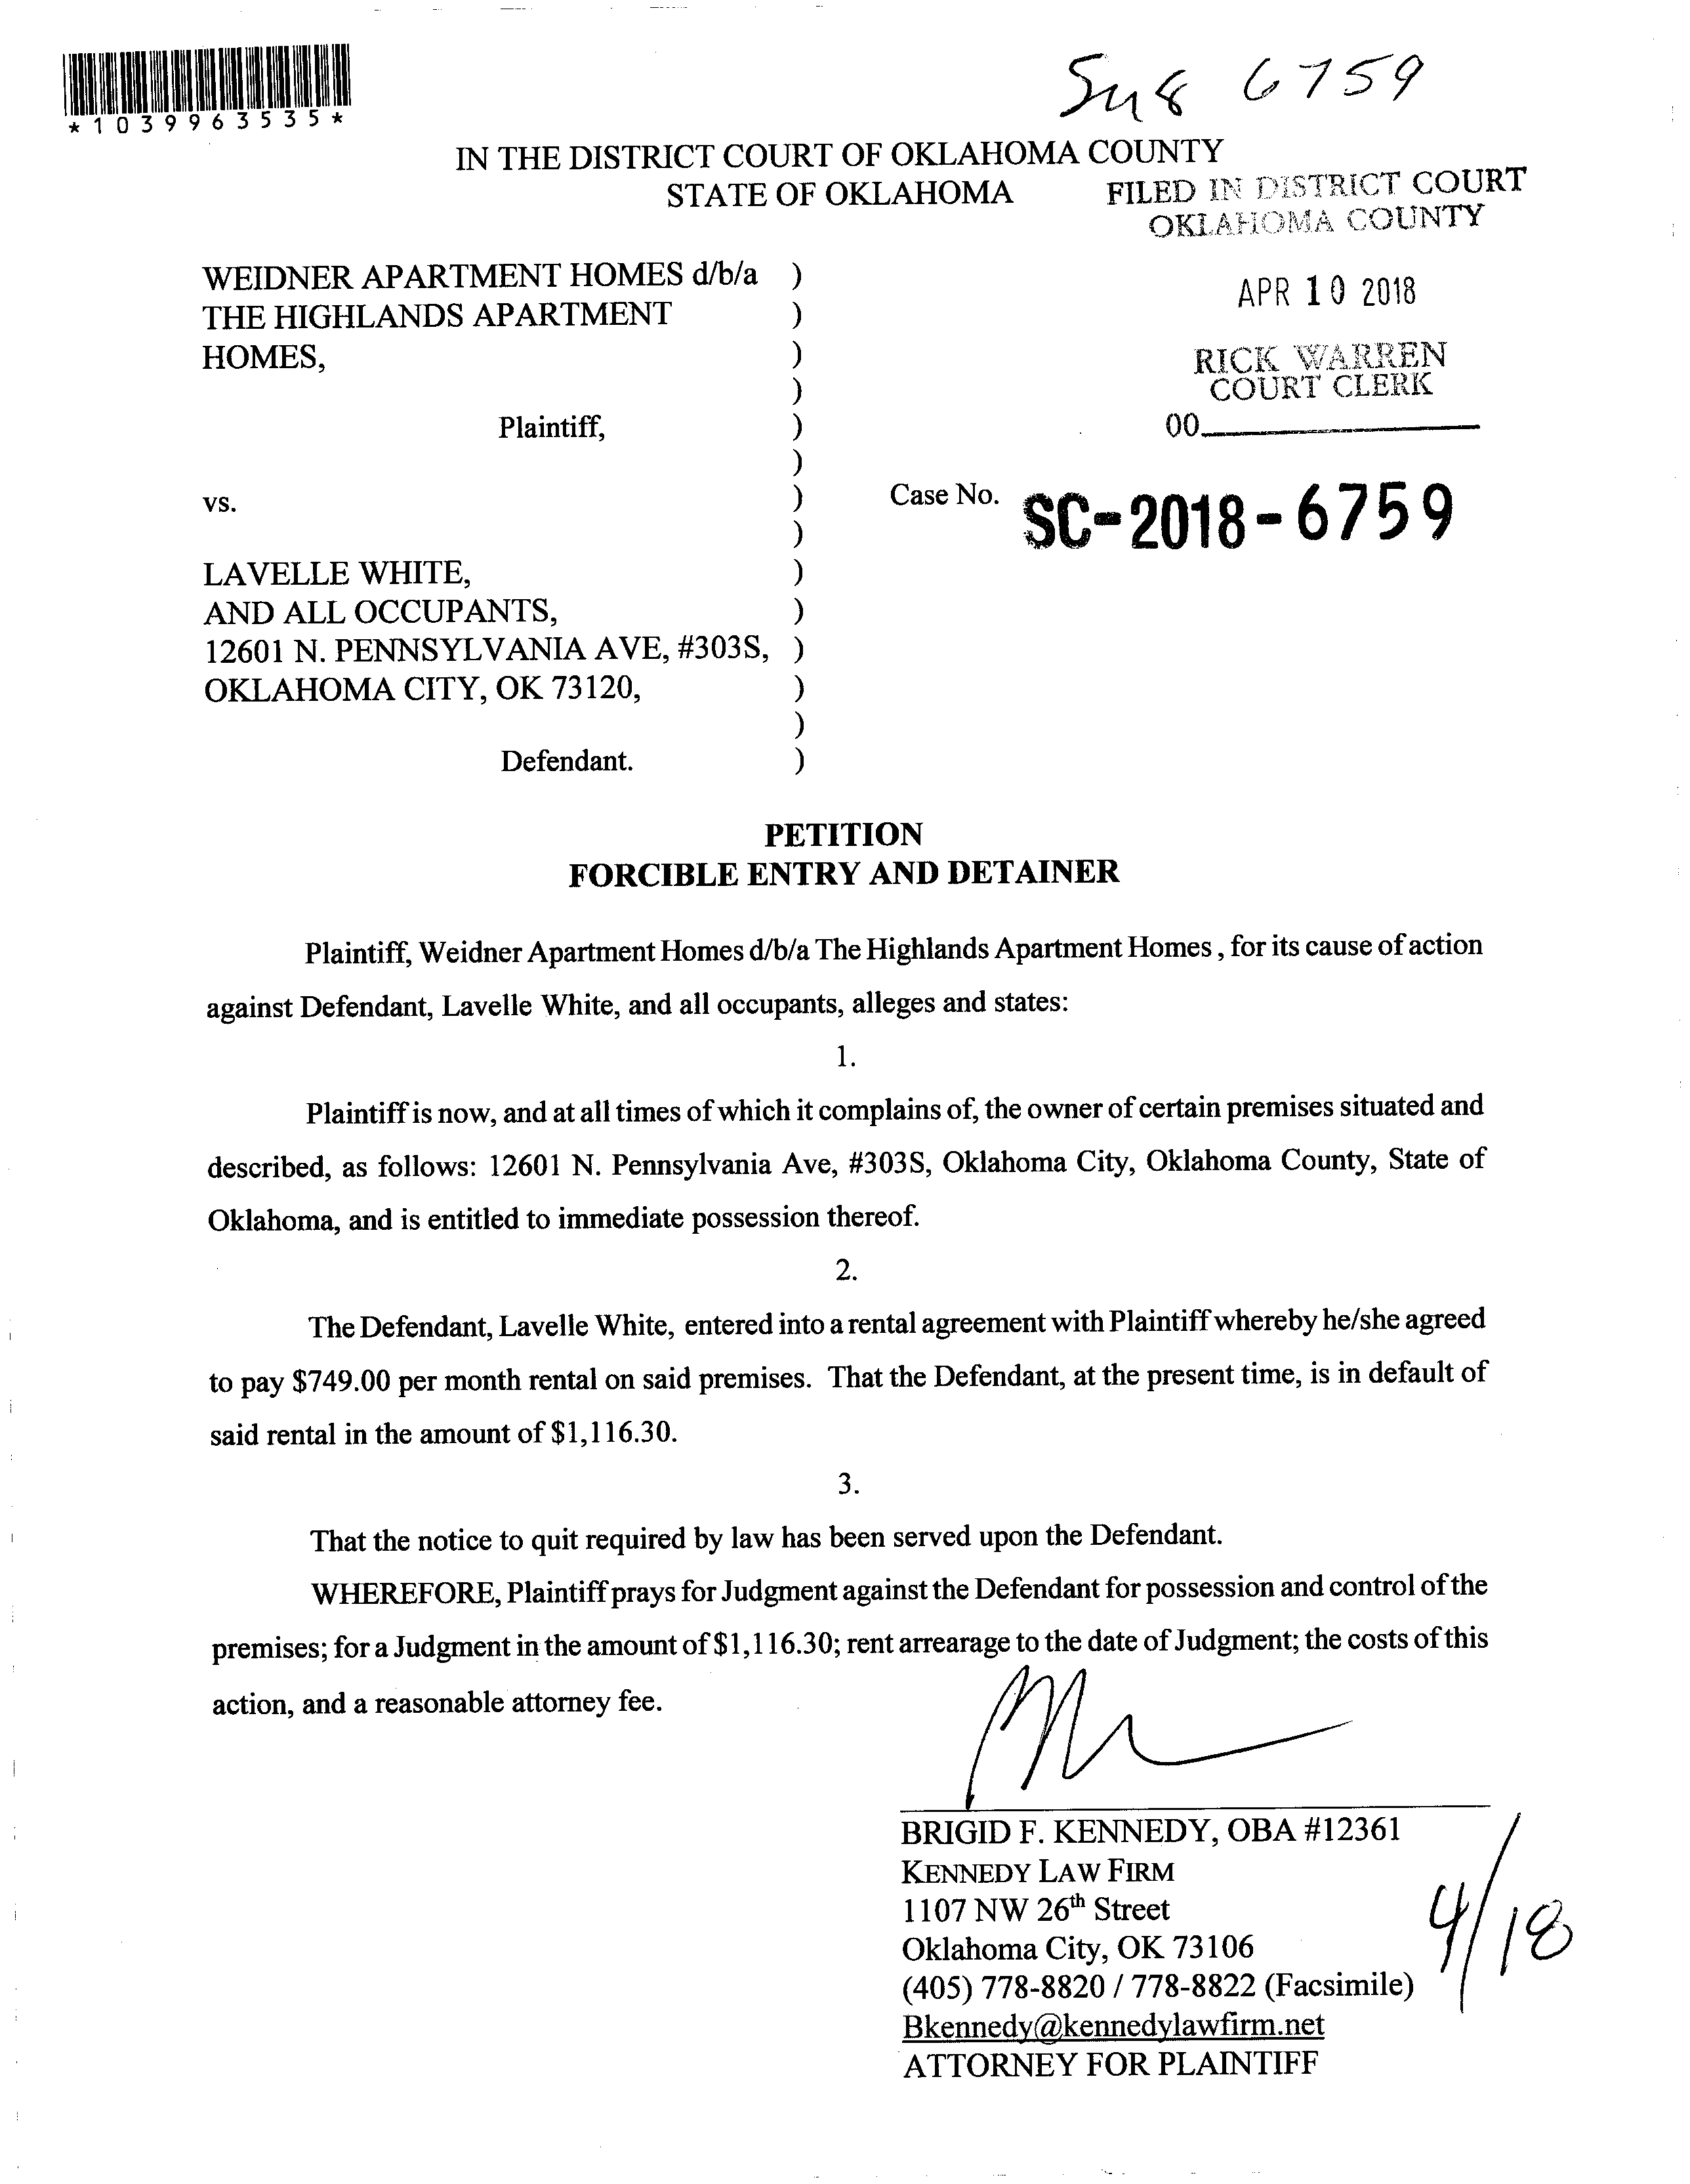 *1039963535*
6759
IN THE DISTRICT COURT OF OKLAHOMA COUNTY
STATE OF OKLAHOMA
FILED IN DISTRICT COURT
OKLAHOMA COUNTY
APR 10 2018
RICK WARREN
COURT CLERK
00
WEIDNER APARTMENT HOMES d/b/a )
THE HIGHLANDS APARTMENT )
HOMES, )
)
Plaintiff, )
)
vs. ) Case No. SC-2018-6759
)
LAVELLE WHITE, )
AND ALL OCCUPANTS, )
12601 N. PENNSYLVANIA AVE, #303S, )
OKLAHOMA CITY, OK 73120, )
)
Defendant. )
PETITION
FORCIBLE ENTRY AND DETAINER
Plaintiff, Weidner Apartment Homes d/b/a The Highlands Apartment Homes , for its cause of action
against Defendant, Lavelle White, and all occupants, alleges and states:
1.
Plaintiff is now, and at all times of which it complains of, the owner of certain premises situated and
described, as follows: 12601 N. Pennsylvania Ave, #303S, Oklahoma City, Oklahoma County, State of
Oklahoma, and is entitled to immediate possession thereof.
2.
The Defendant, Lavelle White, entered into a rental agreement with Plaintiff whereby he/she agreed
to pay $749.00 per month rental on said premises. That the Defendant, at the present time, is in default of
said rental in the amount of $1,116.30.
3.
That the notice to quit required by law has been served upon the Defendant.
WHEREFORE, Plaintiff prays for Judgment against the Defendant for possession and control of the
premises; for a Judgment in the amount of $1,116.30; rent arrearage to the date of Judgment; the costs of this
action, and a reasonable attorney fee.
BRIGID F. KENNEDY, OBA #12361
KENNEDY LAW FIRM
1107 NW 26th Street
Oklahoma City, OK 73106
(405) 778-8820 / 778-8822 (Facsimile)
Bkennedy@kennedylawfirm.net
ATTORNEY FOR PLAINTIFF
4/18